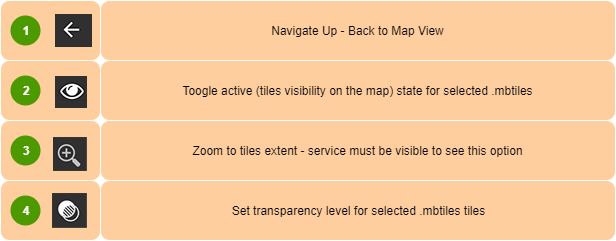 1
Navigate Up - Back to Map View
2
Toogle active (tiles visibility on the map) state for selected .mbtiles
3
Zoom to tiles extent - service must be visible to see this option
4
Set transparency level for selected .mbtiles tiles